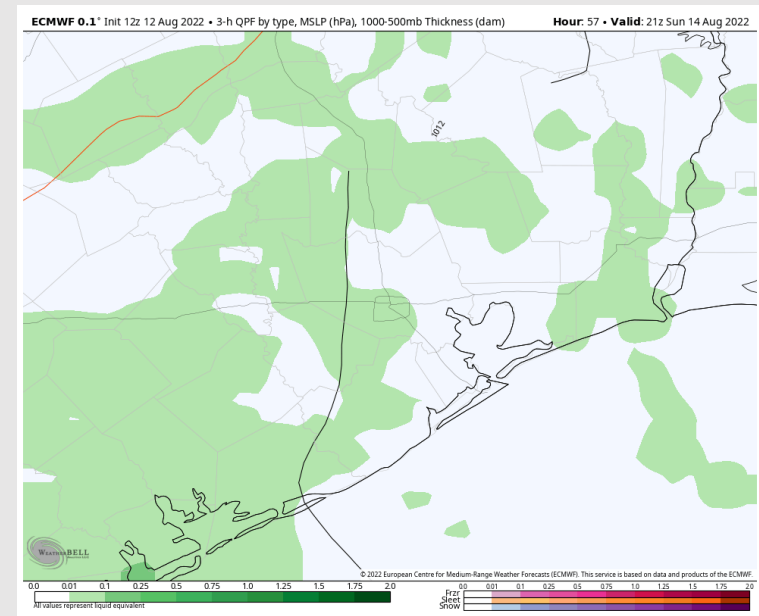 ECMWF 0.1° Init 12z 12 Aug 2022 • 3-h QPF by type, MSLP (hPa), 1000-500mb Thickness (dam) Hour: 57 • Valid: 21z Sun 14 Aug 2022
1012
WEATHERBELL
© 2022 European Centre for Medium-Range Weather Forecasts (ECMWF). This service is based on data and products of the ECMWF.
0.0 0.01 0.1 0.25 0.5 0.75 1.0 1.25 1.5 1.75 2.0
All values represent liquid equivalent
0.0 0.01 0.1 0.25 0.5 0.75 1.0 1.25 1.5 1.75 2.0
Frzr
Sleet
Snow